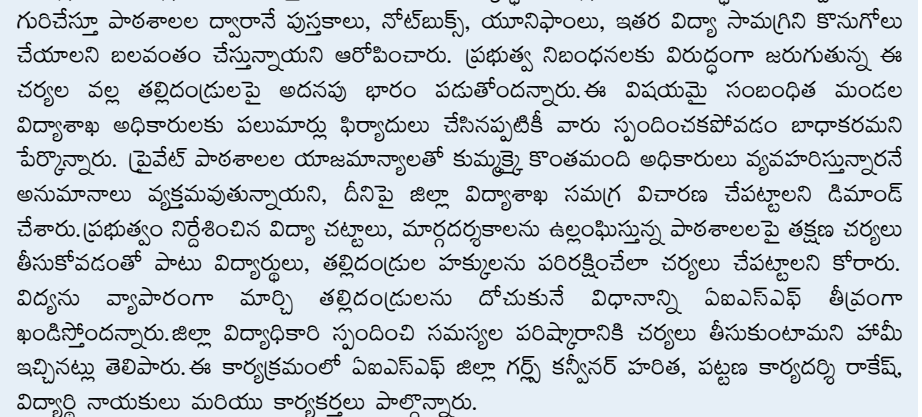 గురిచేస్తూ పాఠశాలల ద్వారానే పుస్తకాలు, నోట్‌బుక్స్, యూనిఫాంలు, ఇతర విద్యా సామగ్రిని కొనుగోలు
చేయాలని బలవంతం చేస్తున్నాయని ఆరోపించారు. ప్రభుత్వ నిబంధనలకు విరుద్ధంగా జరుగుతున్న ఈ
చర్యల వల్ల తల్లిదండ్రులపై అదనపు భారం పడుతోందన్నారు.ఈ విషయమై సంబంధిత మండల
విద్యాశాఖ అధికారులకు పలుమార్లు ఫిర్యాదులు చేసినప్పటికీ వారు స్పందించకపోవడం బాధాకరమని
పేర్కొన్నారు. ప్రైవేట్ పాఠశాలల యాజమాన్యాలతో కుమ్మక్కై కొంతమంది అధికారులు వ్యవహరిస్తున్నారనే
అనుమానాలు వ్యక్తమవుతున్నాయని, దీనిపై జిల్లా విద్యాశాఖ సమగ్ర విచారణ చేపట్టాలని డిమాండ్
చేశారు.ప్రభుత్వం నిర్దేశించిన విద్యా చట్టాలు, మార్గదర్శకాలను ఉల్లంఘిస్తున్న పాఠశాలలపై తక్షణ చర్యలు
తీసుకోవడంతో పాటు విద్యార్థులు, తల్లిదండ్రుల హక్కులను పరిరక్షించేలా చర్యలు చేపట్టాలని కోరారు.
విద్యను వ్యాపారంగా మార్చి తల్లిదండ్రులను దోచుకునే విధానాన్ని ఏఐఎస్ఎఫ్ తీవ్రంగా
ఖండిస్తోందన్నారు.జిల్లా విద్యాధికారి స్పందించి సమస్యల పరిష్కారానికి చర్యలు తీసుకుంటామని హామీ
ఇచ్చినట్లు తెలిపారు.ఈ కార్యక్రమంలో ఏఐఎస్ఎఫ్ జిల్లా గర్ల్స్ కన్వీనర్ హరిత, పట్టణ కార్యదర్శి రాకేష్,
విద్యార్థి నాయకులు మరియు కార్యకర్తలు పాల్గొన్నారు.